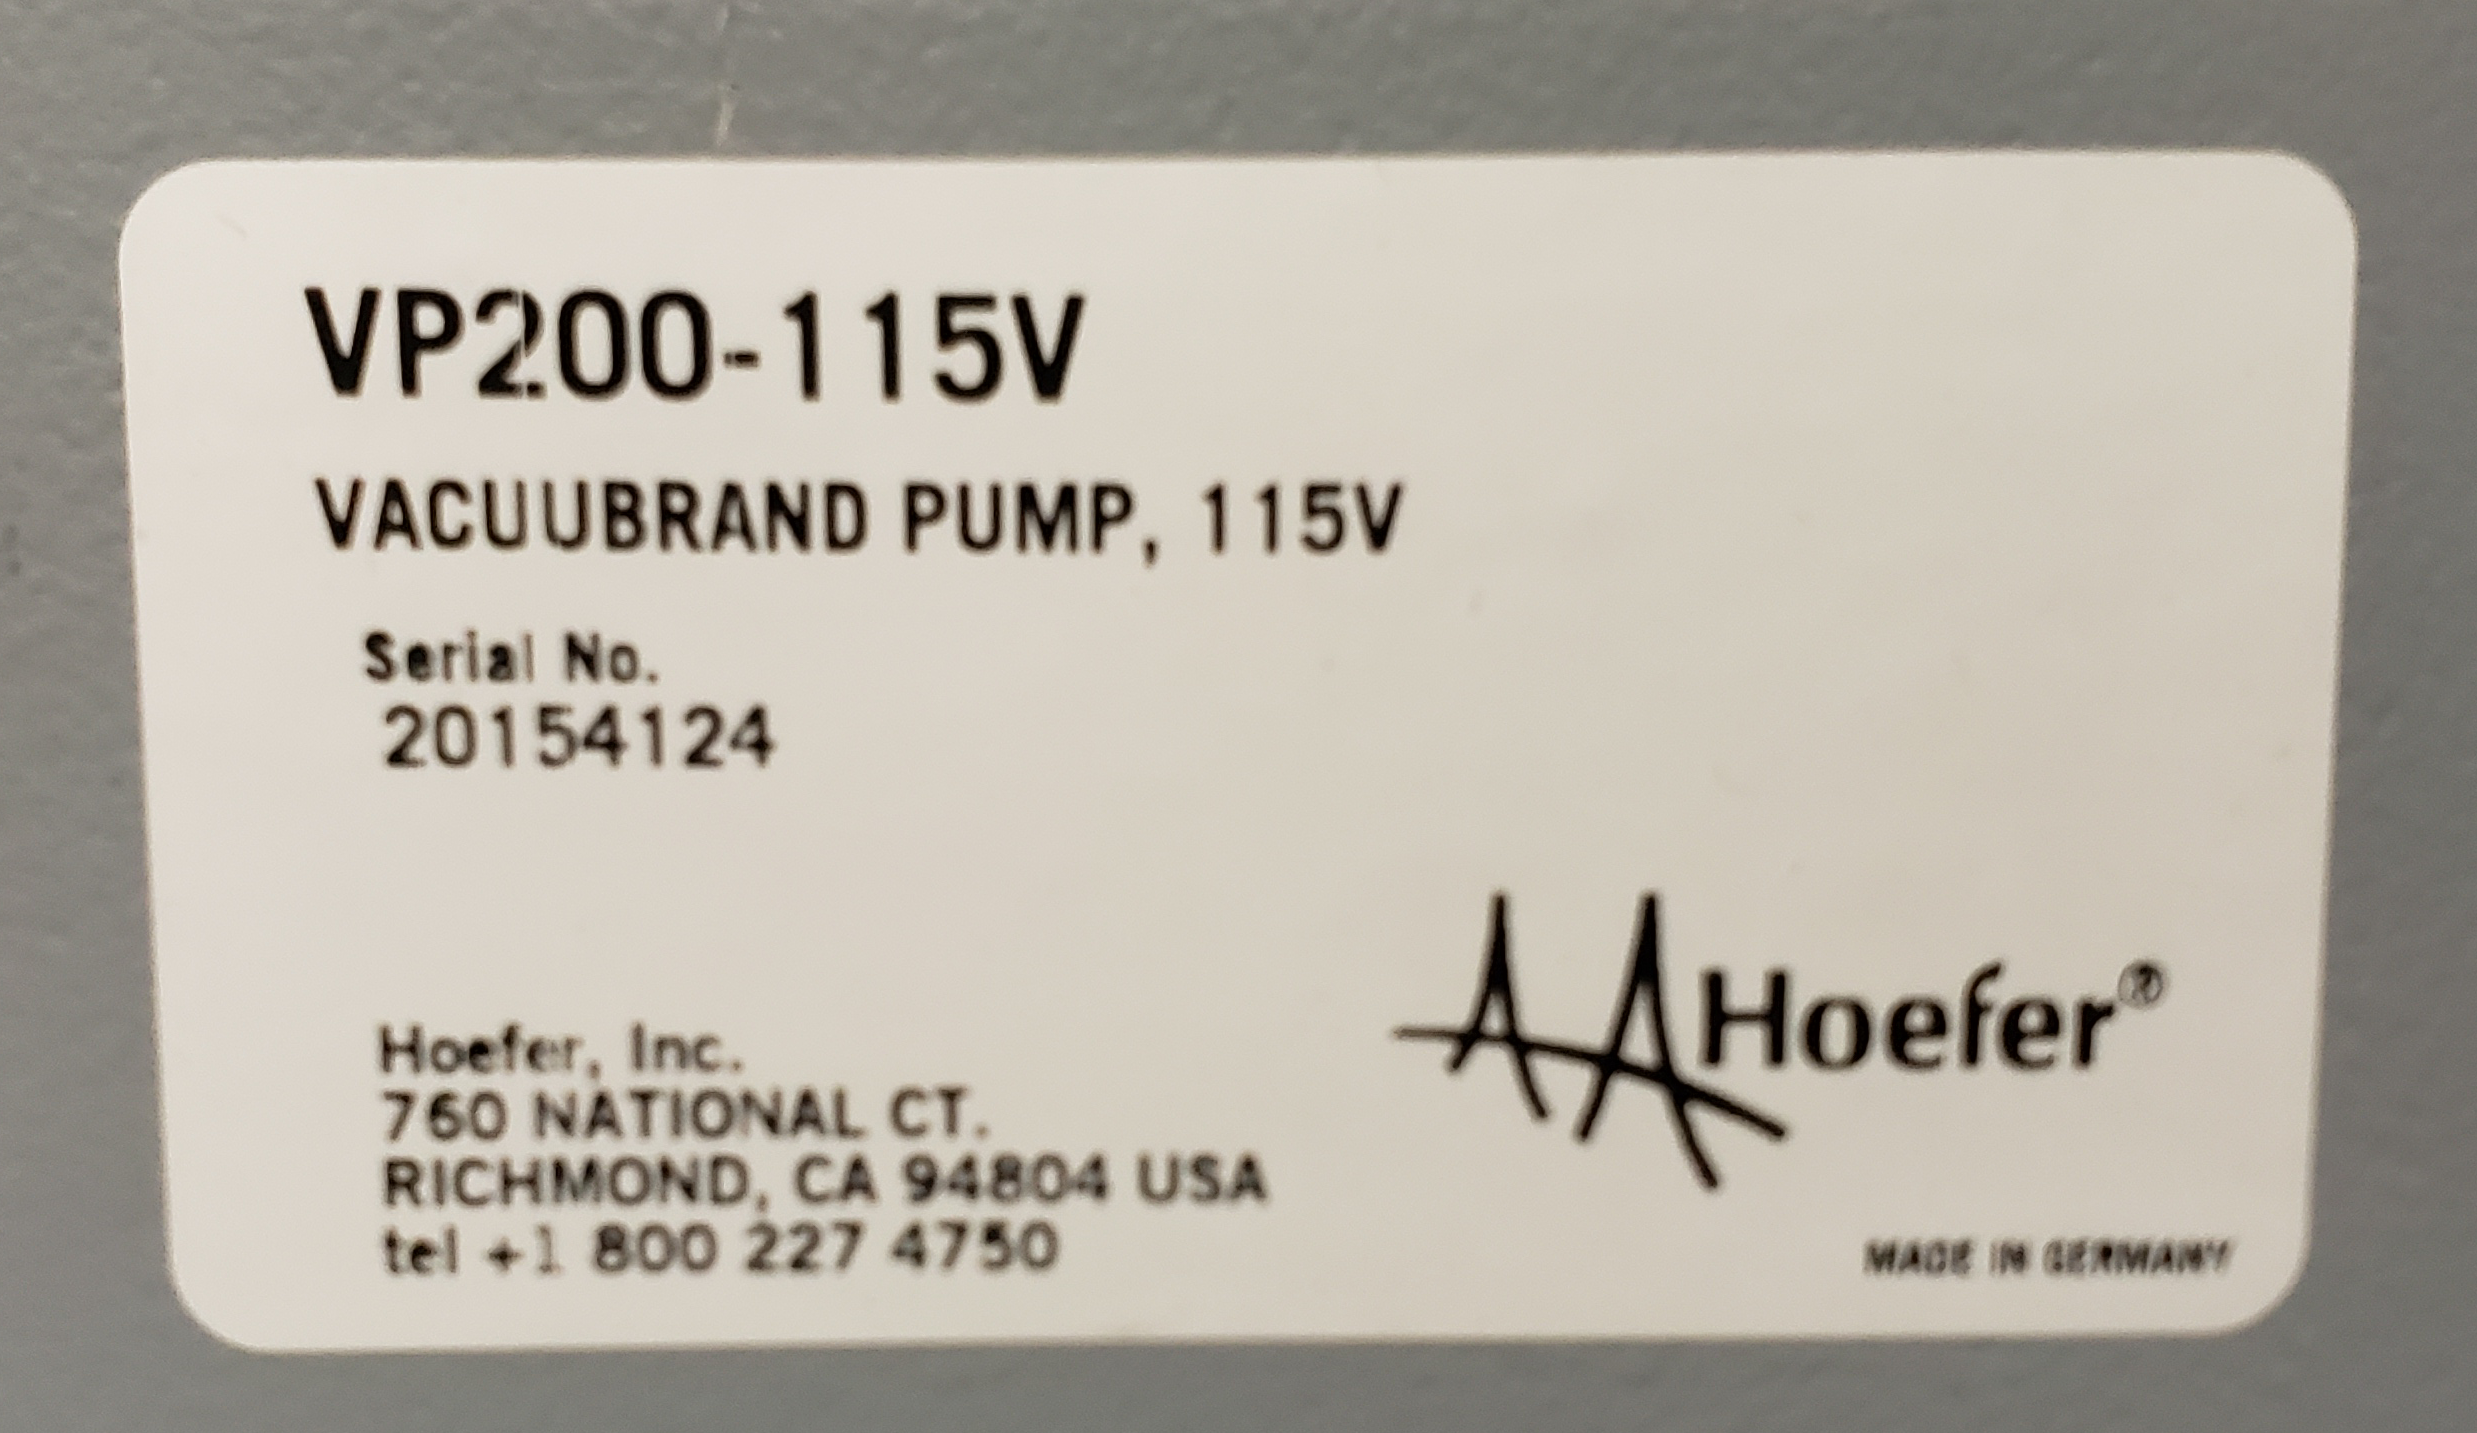 VP200-115V
VACUUBRAND PUMP, 115V
Serial No.
20154124
Hoefer, Inc.
760 NATIONAL CT.
RICHMOND, CA 94804 USA
tel +1 800 227 4750
Hoefer®
MADE IN GERMANY